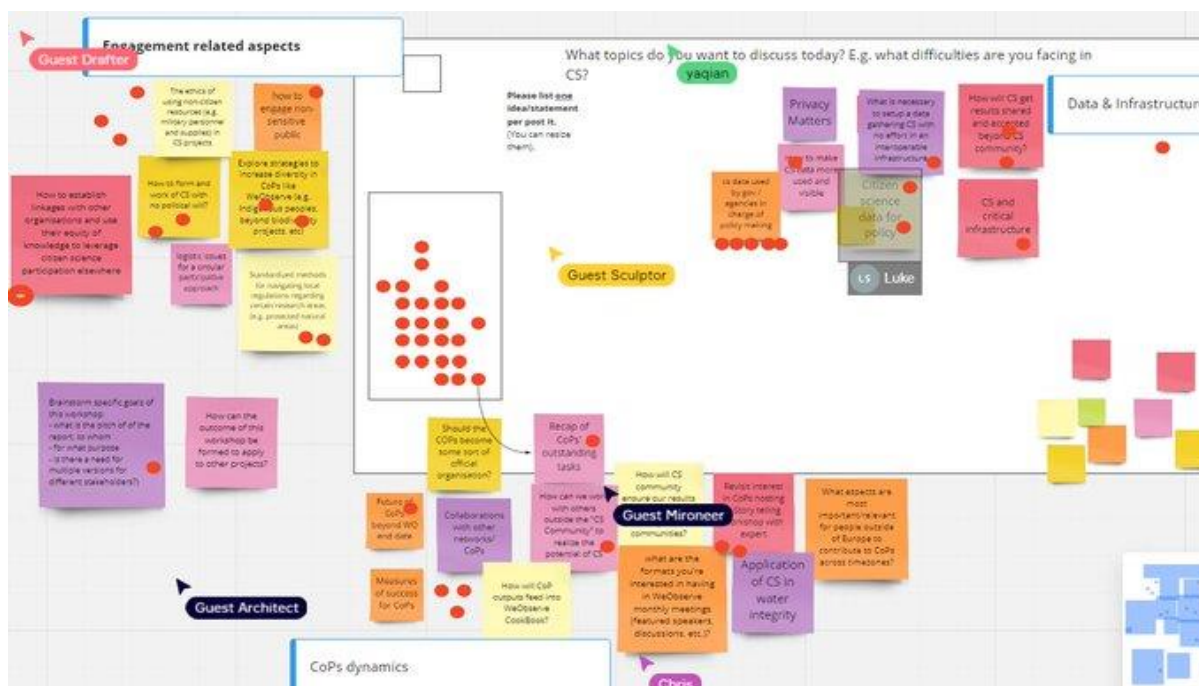 Engagement related aspects
Guest Drafter
The ethics
of using non-citizen
resources (e.g.
military personnel
and supplies) in
CS projects
how to
engage non-
sensitive
public
How to form and
work of CS with
no political will?
Explore strategies to
increase diversity in
CoPs like
WeObserve (e.g.
Indigenous peoples,
beyond biodiversity
projects, etc)
How to establish
linkages with other
organisations and use
their equity of
knowledge to leverage
citizen science
participation elsewhere
logistic issues
for a circular
participative
approach
Standardized methods
for navigating local
regulations regarding
certain research areas,
(e.g. protected natural
areas)
Brainstorm specific goals of
this workshop
- what is the pitch of of the
report, to whom
- for what purpose
- is there a need for
multiple versions for
different stakeholders?)
How can the
outcome of this
workshop be
formed to apply
to other projects?
What topics do you want to discuss today? E.g. what difficulties are you facing in
CS?
yaqian
Please list one
idea/statement
per post it.
(You can resize
them).
Guest Sculptor
Privacy
Matters
What is necessary
to setup a data
gathering CS with
no effort in an
interoperable
infrastructure
How will CS get
results shared
and accepted
beyond CS
community?
Data & Infrastructur
to make
CS data more
used and
visible
is data used
by gov /
agencies in
charge of
policy making
Citizen
science
data for
policy
CS and
critical
infrastructure
LS Luke
Should the
COPs become
some sort of
official
organisation?
Recap of
CoPs'
outstanding
tasks
How will CS
community
ensure our results
communities?
Revisit interest
in CoPs hosting
story telling
workshop with
expert
What aspects are
most
important/relevant
for people outside
of Europe to
contribute to CoPs
across timezones?
Guest Mironeer
Future of
CoPs
beyond WO
end date
Collaborations
with other
networks/
CoPs
How can we work
with others
outside the "CS
Community" to
realize the
potential of CS
Measures
of success
for CoPs
How will CoP
outputs feed into
WeObserve
CookBook?
what are the
formats you're
interested in having
in WeObserve
monthly meetings
(featured speakers,
discussions, etc.)?
Application
of CS in
water
integrity
Guest Architect
CoPs dynamics
Chris